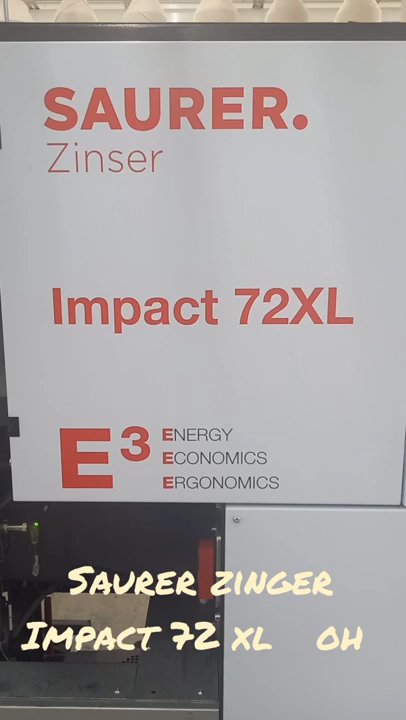 SAURER.
Zinser
Impact 72XL
E³ ENERGY
ECONOMICS
ERGONOMICS
SAURER ZINGER
IMPACT 72 XL OH